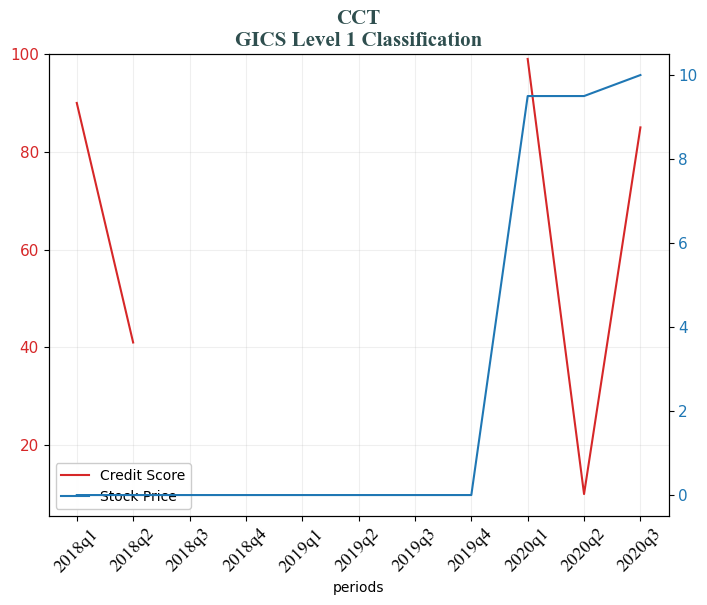 CCT
GICS Level 1 Classification
100
80
60
40
20
10
8
6
4
2
0
Credit Score
Stock Price
2018q1
2018q2
2018q3
2018q4
2019q1
2019q2
2019q3
2019q4
2020q1
2020q2
2020q3
periods